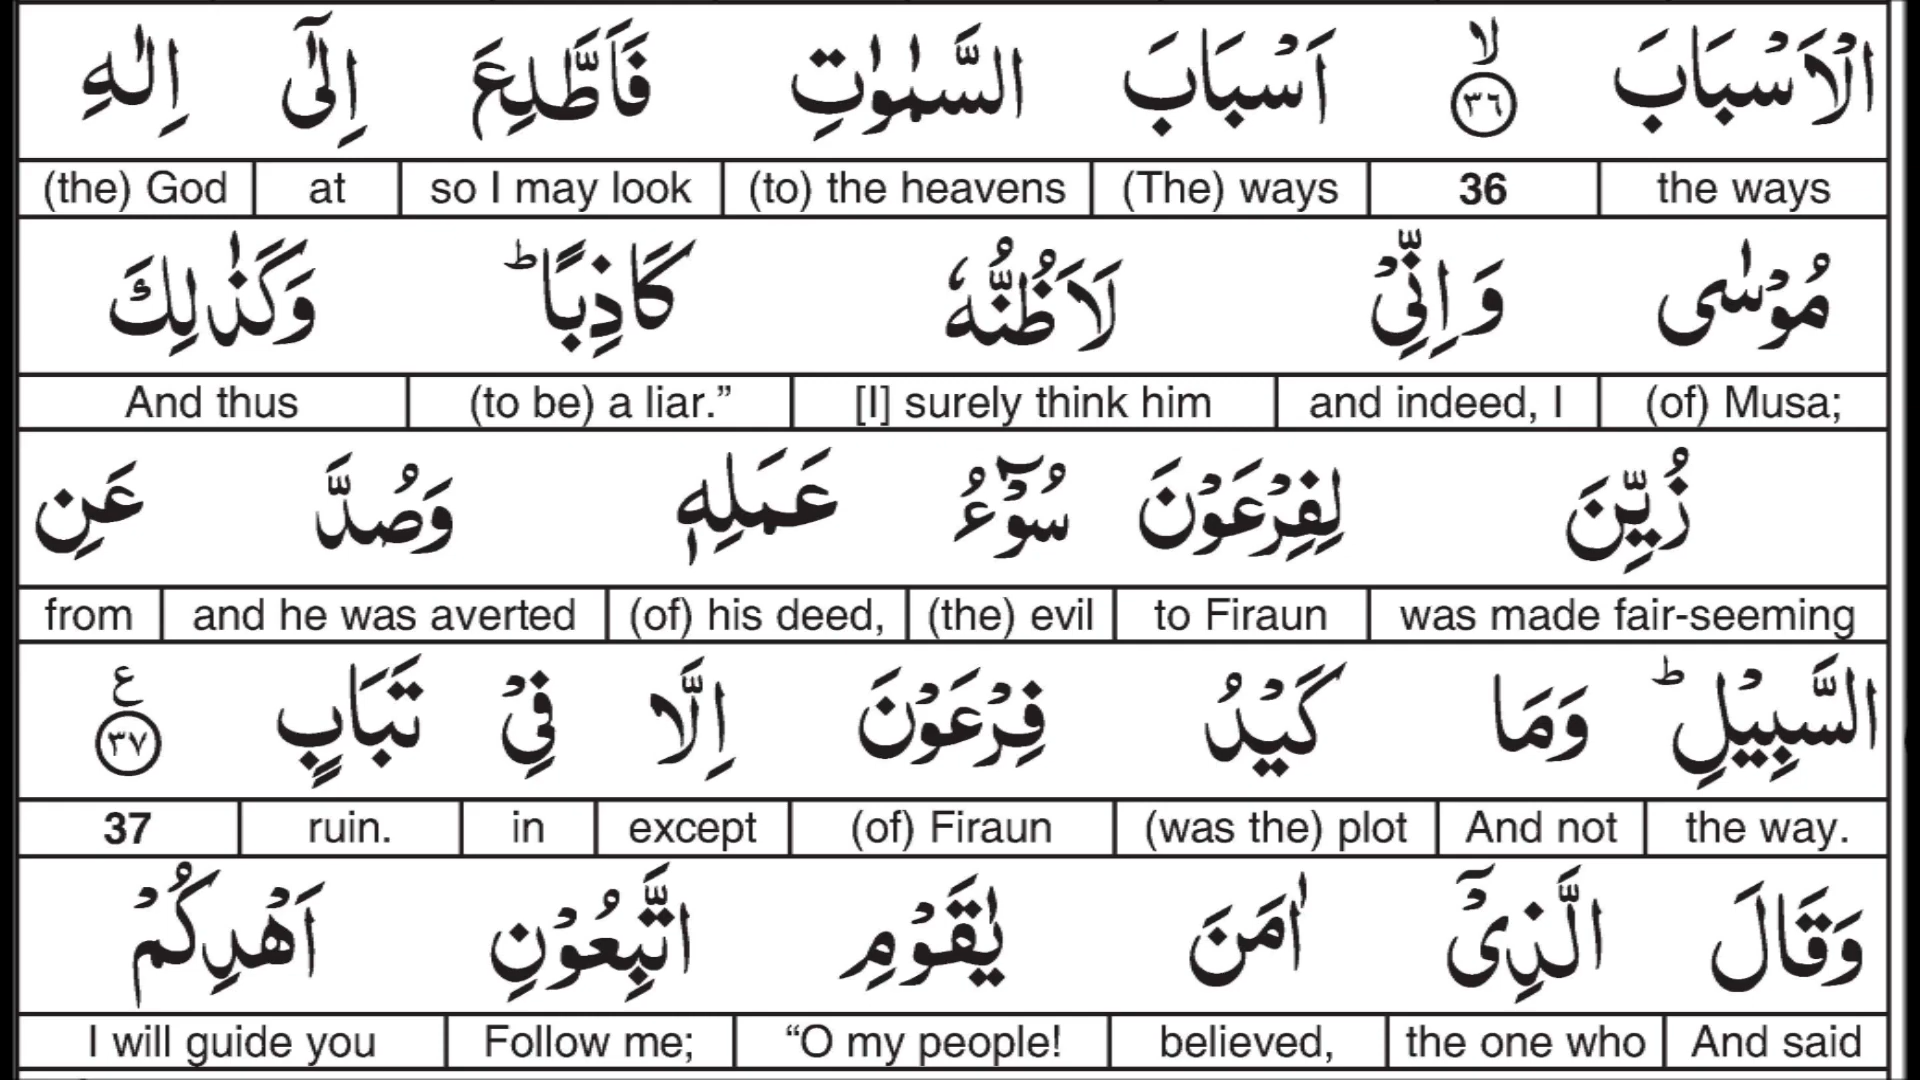 الْاَسْبَابَ ۙ﴿٣٦﴾ اَسْبَابَ السَّمٰوٰتِ فَاَطَّلِعَ اِلٰٓى اِلٰهِ
the ways 36 (The) ways (to) the heavens so I may look at (the) God
مُوْسٰى وَاِنِّىْ لَاَظُنُّهٗ كَاذِبًا ؕ وَكَذٰلِكَ
(of) Musa; and indeed, I [I] surely think him (to be) a liar.” And thus
زُيِّنَ لِفِرْعَوْنَ سُوْٓءُ عَمَلِهٖ وَصُدَّ عَنِ
was made fair-seeming to Firaun (the) evil (of) his deed, and he was averted from
السَّبِيْلِ ؕ وَمَا كَيْدُ فِرْعَوْنَ اِلَّا فِىْ تَبَابٍ ﴿٣٧﴾ ع
the way. And not (was the) plot (of) Firaun except in ruin. 37
وَقَالَ الَّذِىْٓ اٰمَنَ يٰقَوْمِ اتَّبِعُوْنِ اَهْدِكُمْ
And said the one who believed, “O my people! Follow me; I will guide you